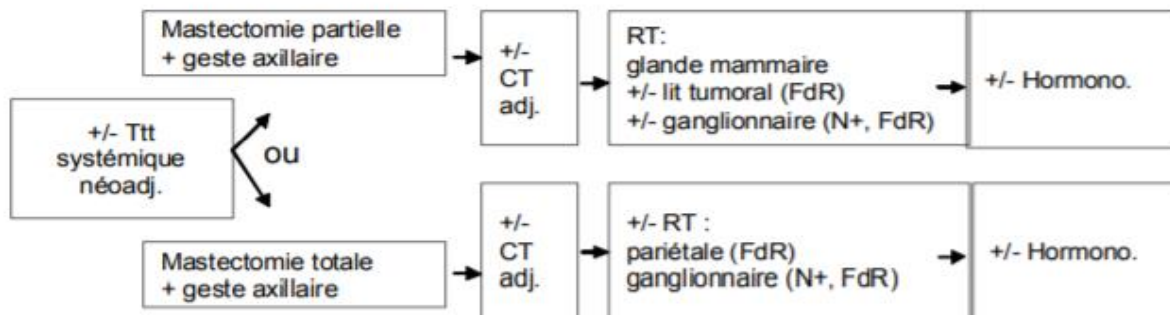 Mastectomie partielle
+ geste axillaire
+/-
CT
adj.
RT:
glande mammaire
+/- lit tumoral (FdR)
+/- ganglionnaire (N+, FdR)
+/- Hormono.
+/- Ttt
systémique
néoadj.
ou
Mastectomie totale
+ geste axillaire
+/-
CT
adj.
+/- RT :
pariétale (FdR)
ganglionnaire (N+, FdR)
+/- Hormono.